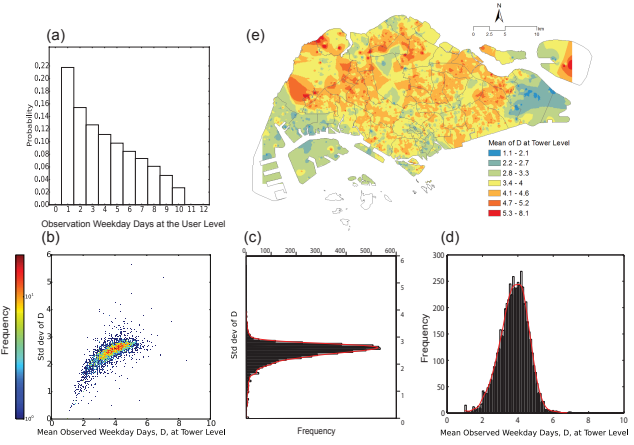 (a)
0,22
0,20
0,18
0,16
0,14
0,12
0,10
0,08
0,06
0,04
0,02
0,00
Probability
0 1 2 3 4 5 6 7 8 9 10 11 12
Observation Weekday Days at the User Level
(e)
N
0 2.5 5 10
km
Mean of D at Tower Level
1.1 - 2.1
2.2 - 2.7
2.8 - 3.3
3.4 - 4
4.1 - 4.6
4.7 - 5.2
5.3 - 8.1
(b)
Frequency
10¹
10⁰
Std dev of D
6
5
4
3
2
1
0
0 2 4 6 8 10
Mean Observed Weekday Days, D, at Tower Level
(c)
0 100 200 300 400 500 600
Std dev of D
6
5
4
3
2
1
0
Frequency
(d)
Frequency
300
250
200
150
100
50
0
0 2 4 6 8 10
Mean Observed Weekday Days, D, at Tower Level